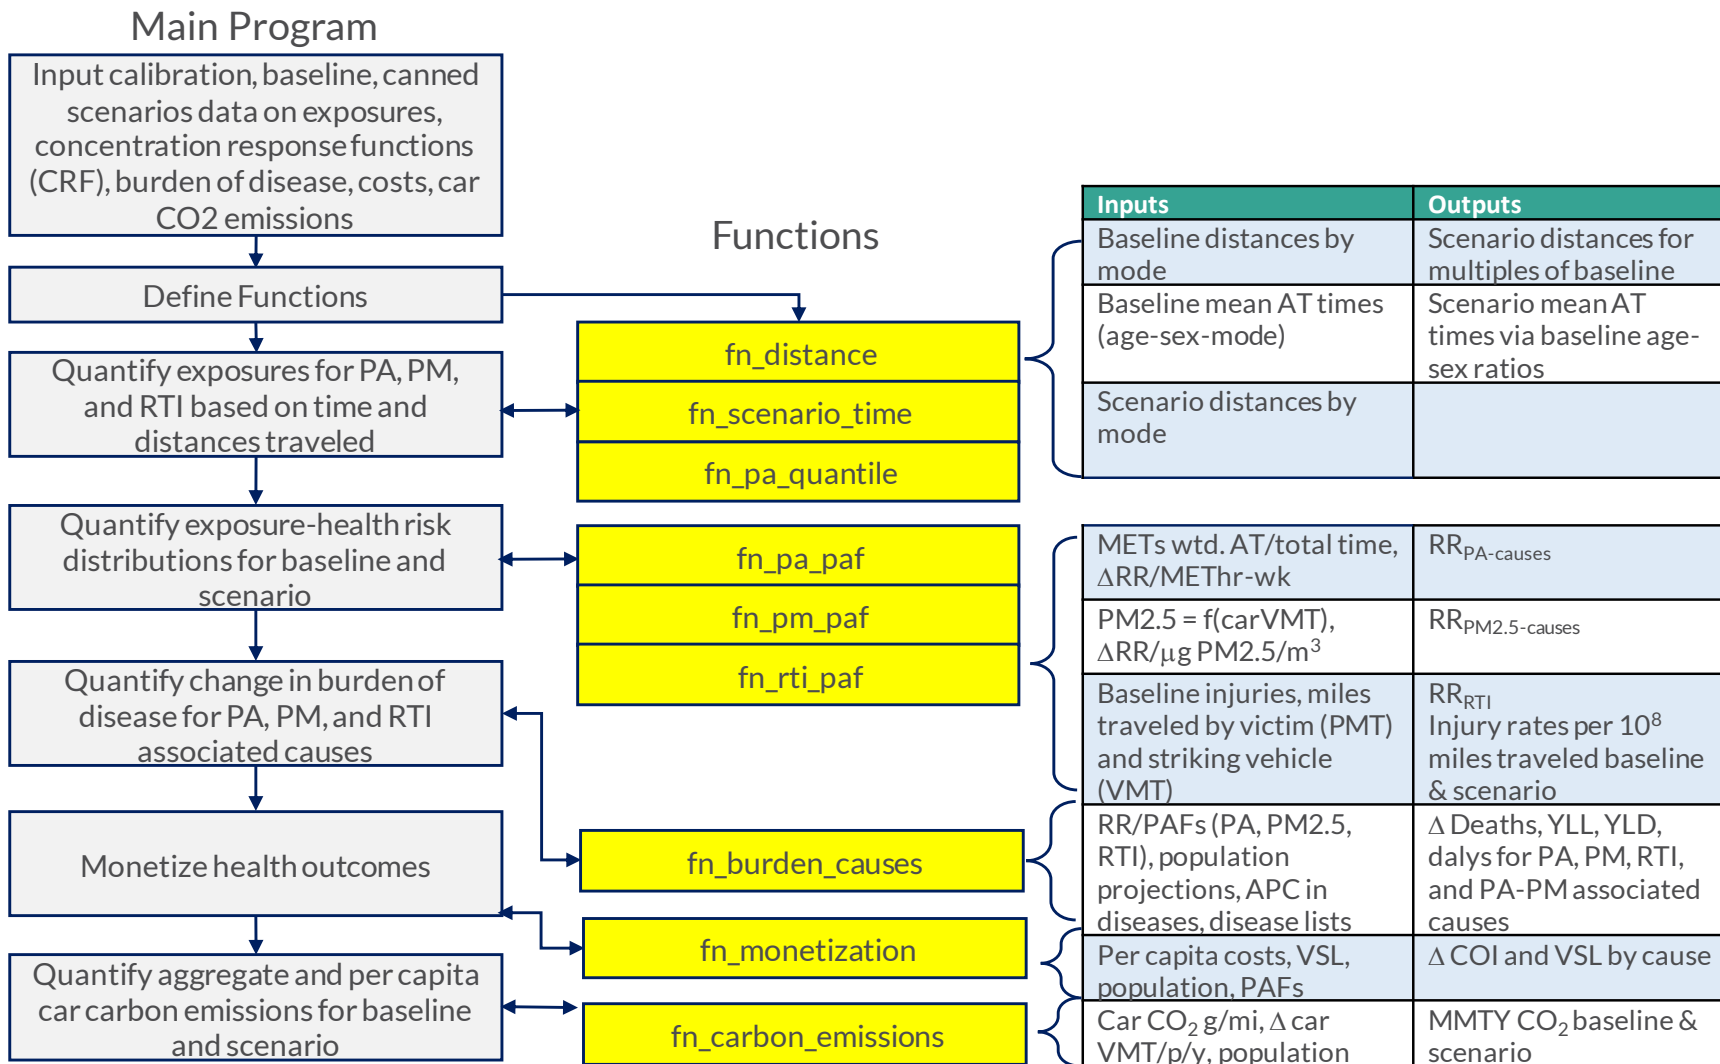 Main Program
Input calibration, baseline, canned
scenarios data on exposures,
concentration response functions
(CRF), burden of disease, costs, car
CO2 emissions
Define Functions
Quantify exposures for PA, PM,
and RTI based on time and
distances traveled
Quantify exposure-health risk
distributions for baseline and
scenario
Quantify change in burden of
disease for PA, PM, and RTI
associated causes
Monetize health outcomes
Quantify aggregate and per capita
car carbon emissions for baseline
and scenario
Functions
fn_distance
fn_scenario_time
fn_pa_quantile
fn_pa_paf
fn_pm_paf
fn_rti_paf
fn_burden_causes
fn_monetization
fn_carbon_emissions
Inputs
Outputs
Baseline distances by
mode
Scenario distances for
multiples of baseline
Baseline mean AT times
(age-sex-mode)
Scenario mean AT
times via baseline age-
sex ratios
Scenario distances by
mode
METs wtd. AT/total time,
ΔRR/METhr-wk
RR PA-causes
PM2.5 = f(carVMT),
ΔRR/μg PM2.5/m³
RR PM2.5-causes
Baseline injuries, miles
traveled by victim (PMT)
and striking vehicle
(VMT)
RR RTI
Injury rates per 10⁸
miles traveled baseline
& scenario
RR/PAFs (PA, PM2.5,
RTI), population
projections, APC in
diseases, disease lists
Δ Deaths, YLL, YLD,
dalys for PA, PM, RTI,
and PA-PM associated
causes
Per capita costs, VSL,
population, PAFs
Δ COI and VSL by cause
Car CO₂ g/mi, Δ car
VMT/p/y, population
MMTY CO₂ baseline &
scenario